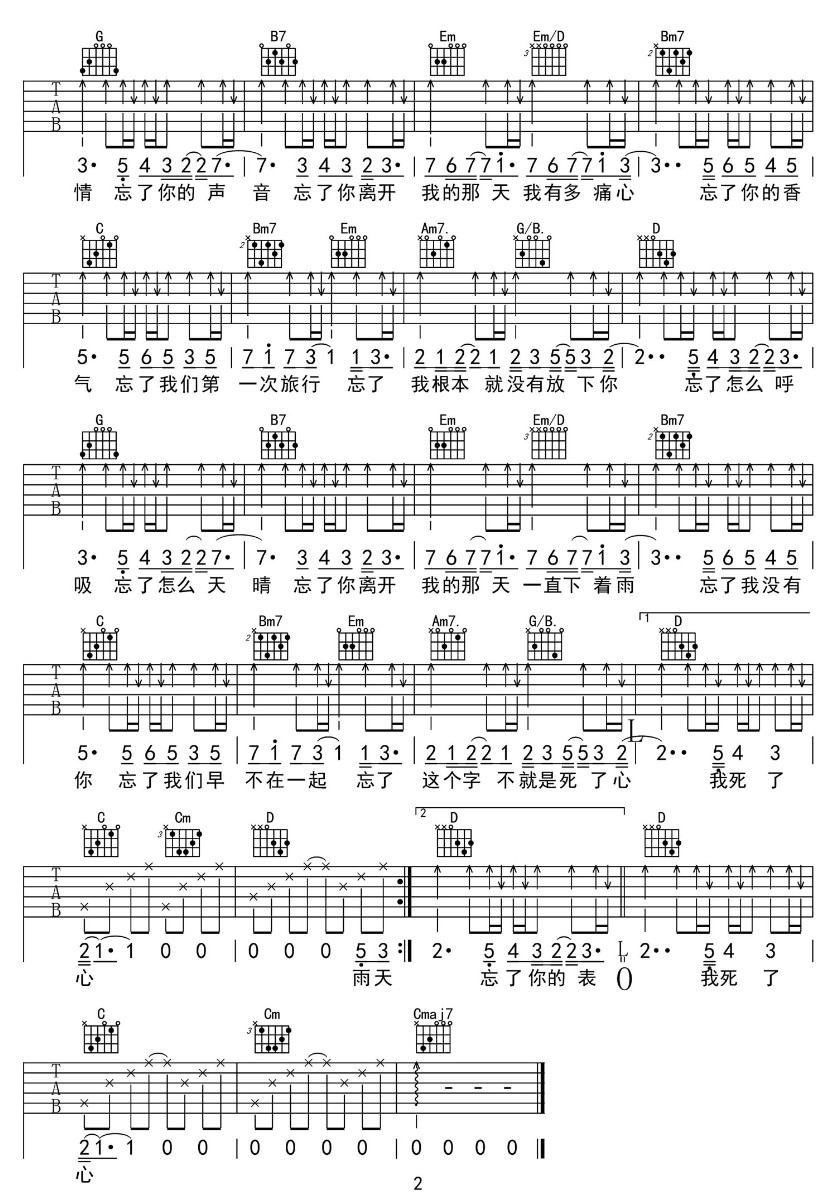 G B7 Em Em/D Bm7
3· 5 4 3 2 2 7· 7· 3 4 3 2 3· 7 6 7 7 1· 7 6 7 7 1 3 3·· 5 6 5 4 5
情 忘了你的 声 音 忘了你离开 我的那 天 我有多 痛心 忘了你的香
C Bm7 Em Am7. G/B. D
5· 5 6 5 3 5 7 1 7 3 1 1 3· 2 1 2 2 1 2 3 5 5 3 2 2·· 5 4 3 2 2 3·
气 忘了我们第 一次旅行 忘了 我根本 就没有放 下你 忘了怎么 呼
G B7 Em Em/D Bm7
3· 5 4 3 2 2 7· 7· 3 4 3 2 3· 7 6 7 7 1· 7 6 7 7 1 3 3·· 5 6 5 4 5
吸 忘了怎么 天 晴 忘了你离开 我的那 天 一直下 着雨 忘了我没有
C Bm7 Em Am7. G/B. 1 D
5· 5 6 5 3 5 7 1 7 3 1 1 3· 2 1 2 2 1 2 3 5 5 3 2 2·· 5 4 3
你 忘了我们早 不在一起 忘了 这个字 不就是死 了心 我死 了
C Cm D 2 D D
2 1· 1 0 0 0 0 0 5 3 2· 5 4 3 2 2 3· 2·· 5 4 3
心 雨天 忘了你的 表 我死 了
C Cm Cmaj7
2 1· 1 0 0 0 0 0 0 0 0 0 0
心
2